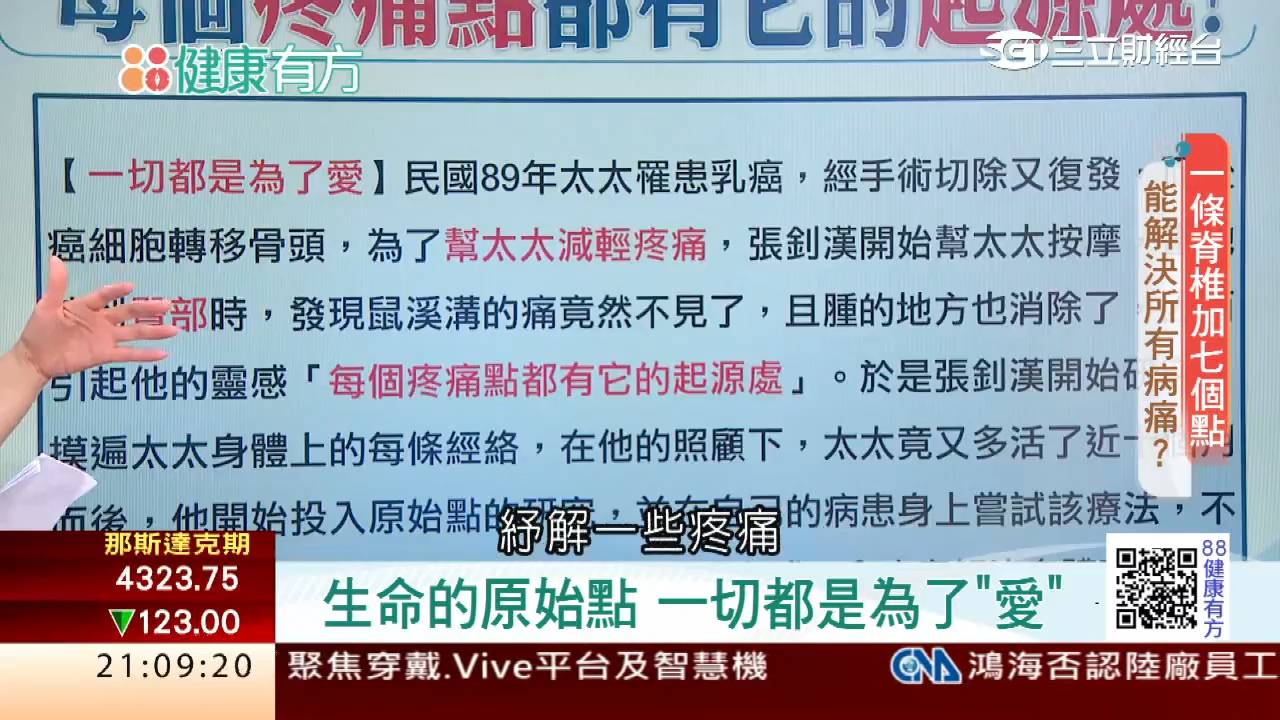 每個疼痛點都有它的起源處!
健康有方
三立財經台
【一切都是為了愛】民國89年太太罹患乳癌，經手術切除又復發
癌細胞轉移骨頭，為了幫太太減輕疼痛，張釗漢開始幫太太按摩
臀部時，發現鼠溪溝的痛竟然不見了，且腫的地方也消除了
引起他的靈感「每個疼痛點都有它的起源處」。於是張釗漢開始研
摸遍太太身體上的每條經絡，在他的照顧下，太太竟又多活了近十
而後，他開始投入原始點的研究，並在自己的病患身上嘗試該療法，不
一條脊椎加七個點
能解決所有病痛？
紓解一些疼痛
那斯達克期
4323.75
▼123.00
生命的原始點 一切都是為了"愛"
88健康有方
21:09:20
聚焦穿戴.Vive平台及智慧機
CNA 鴻海否認陸廠員工